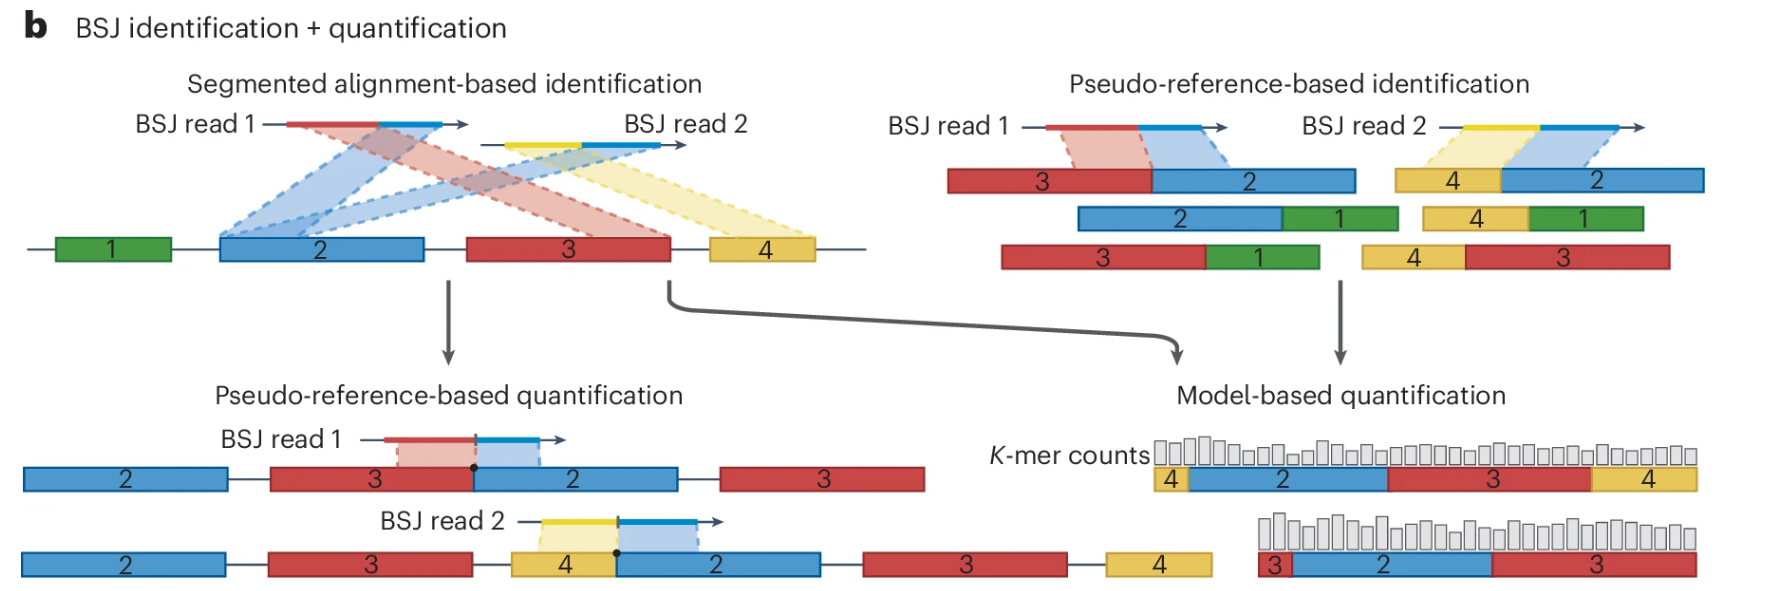 b BSJ identification + quantification
Segmented alignment-based identification
BSJ read 1
BSJ read 2
1 2 3 4
Pseudo-reference-based identification
BSJ read 1
BSJ read 2
3 2
4 2
2 1
4 1
3 1
4 3
Pseudo-reference-based quantification
BSJ read 1
2 3 2 3
BSJ read 2
2 3 4 2 3 4
Model-based quantification
K-mer counts
4 2 3 4
3 2 3